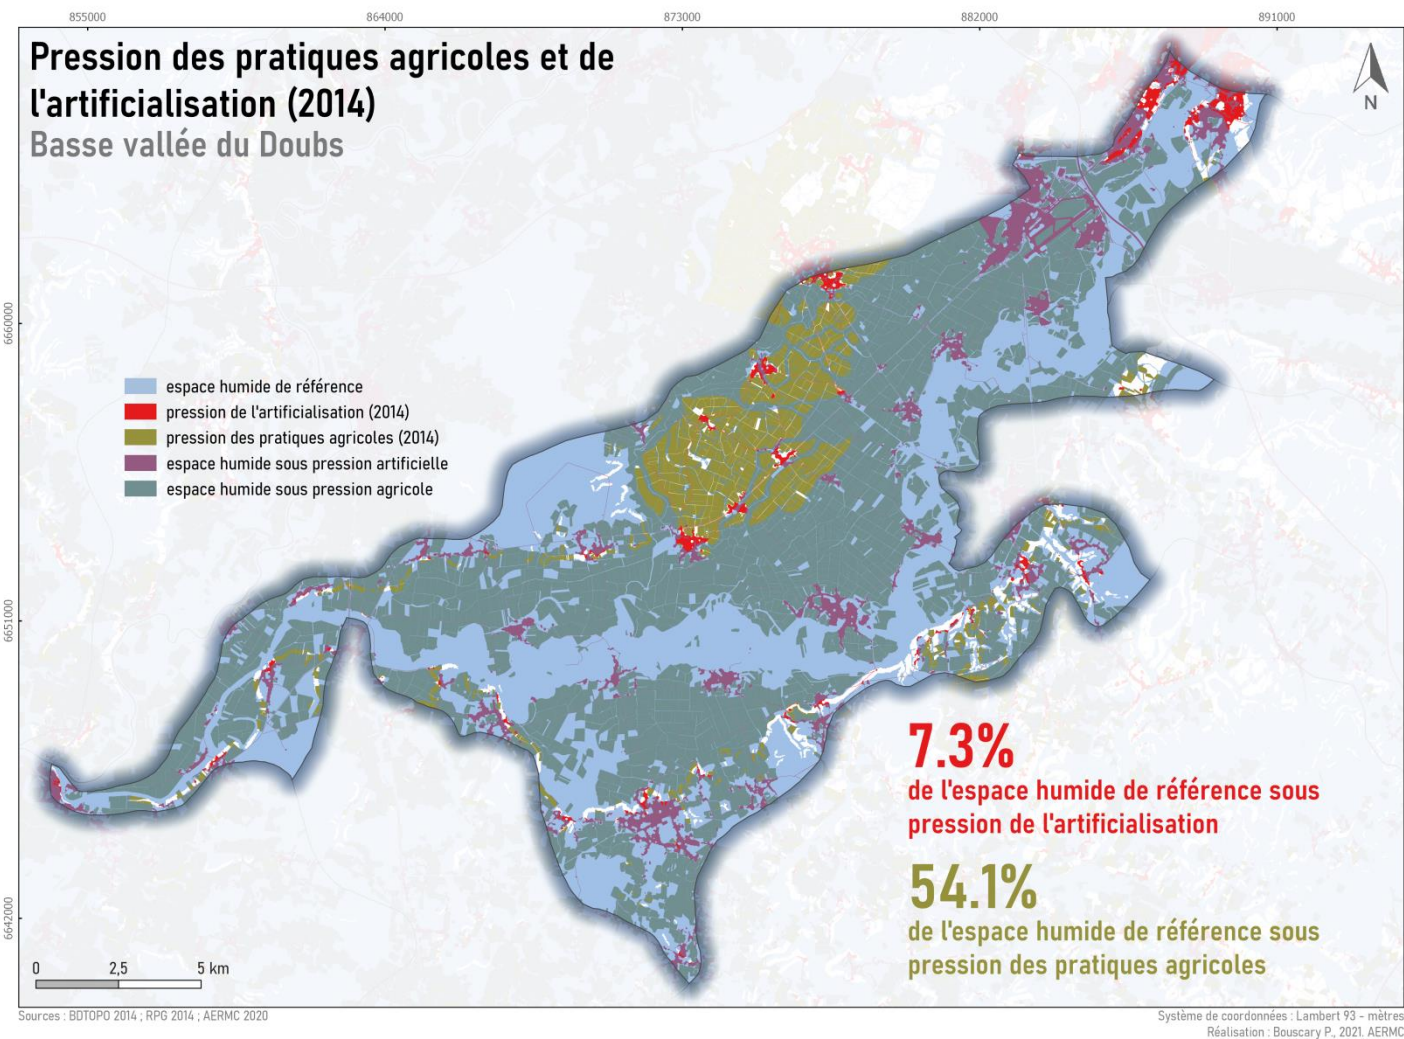 855000
864000
873000
882000
891000
Pression des pratiques agricoles et de
l'artificialisation (2014)
Basse vallée du Doubs
N
6660000
6651000
6642000
espace humide de référence
pression de l'artificialisation (2014)
pression des pratiques agricoles (2014)
espace humide sous pression artificielle
espace humide sous pression agricole
7.3%
de l'espace humide de référence sous
pression de l'artificialisation
54.1%
de l'espace humide de référence sous
pression des pratiques agricoles
0 2,5 5 km
Sources : BDTOPO 2014 ; RPG 2014 ; AERMC 2020
Système de coordonnées : Lambert 93 - mètres
Réalisation : Bouscary P., 2021. AERMC